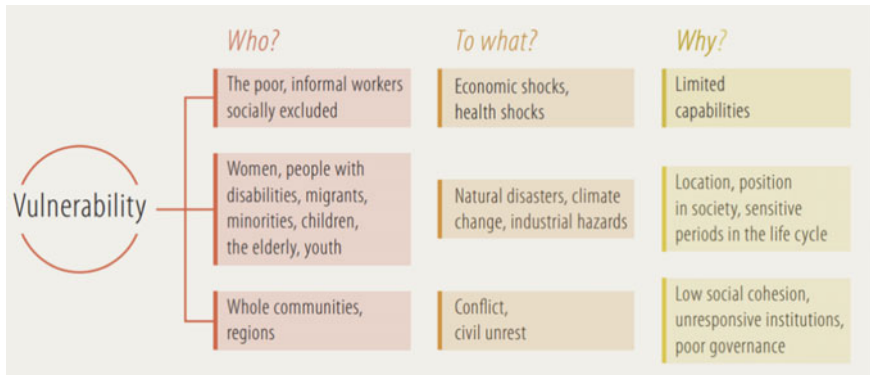 Who?
To what?
Why?
The poor, informal workers
socially excluded
Economic shocks,
health shocks
Limited
capabilities
Vulnerability
Women, people with
disabilities, migrants,
minorities, children,
the elderly, youth
Natural disasters, climate
change, industrial hazards
Location, position
in society, sensitive
periods in the life cycle
Whole communities,
regions
Conflict,
civil unrest
Low social cohesion,
unresponsive institutions,
poor governance